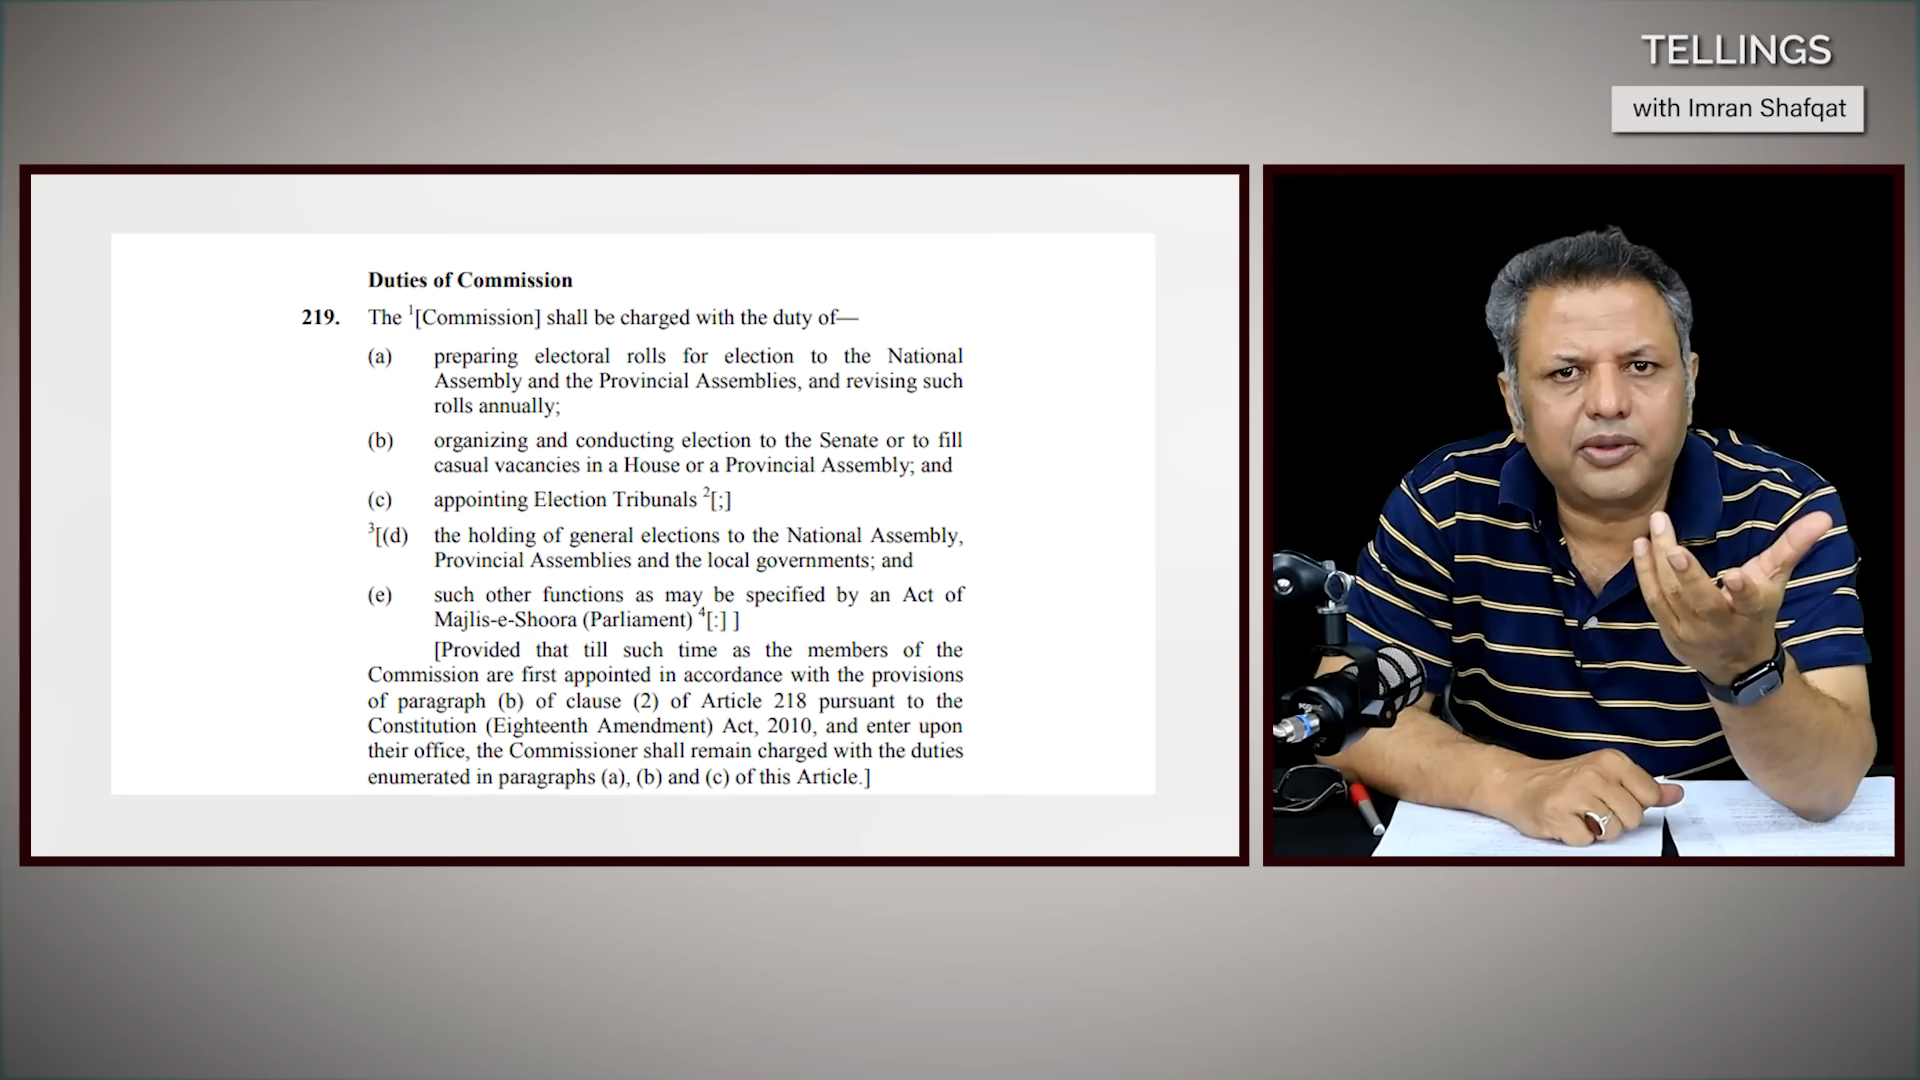 TELLINGS
with Imran Shafqat
Duties of Commission
219. The ¹[Commission] shall be charged with the duty of—
(a) preparing electoral rolls for election to the National
Assembly and the Provincial Assemblies, and revising such
rolls annually;
(b) organizing and conducting election to the Senate or to fill
casual vacancies in a House or a Provincial Assembly; and
(c) appointing Election Tribunals ²[;]
³[(d) the holding of general elections to the National Assembly,
Provincial Assemblies and the local governments; and
(e) such other functions as may be specified by an Act of
Majlis-e-Shoora (Parliament) ⁴[:] ]
[Provided that till such time as the members of the
Commission are first appointed in accordance with the provisions
of paragraph (b) of clause (2) of Article 218 pursuant to the
Constitution (Eighteenth Amendment) Act, 2010, and enter upon
their office, the Commissioner shall remain charged with the duties
enumerated in paragraphs (a), (b) and (c) of this Article.]